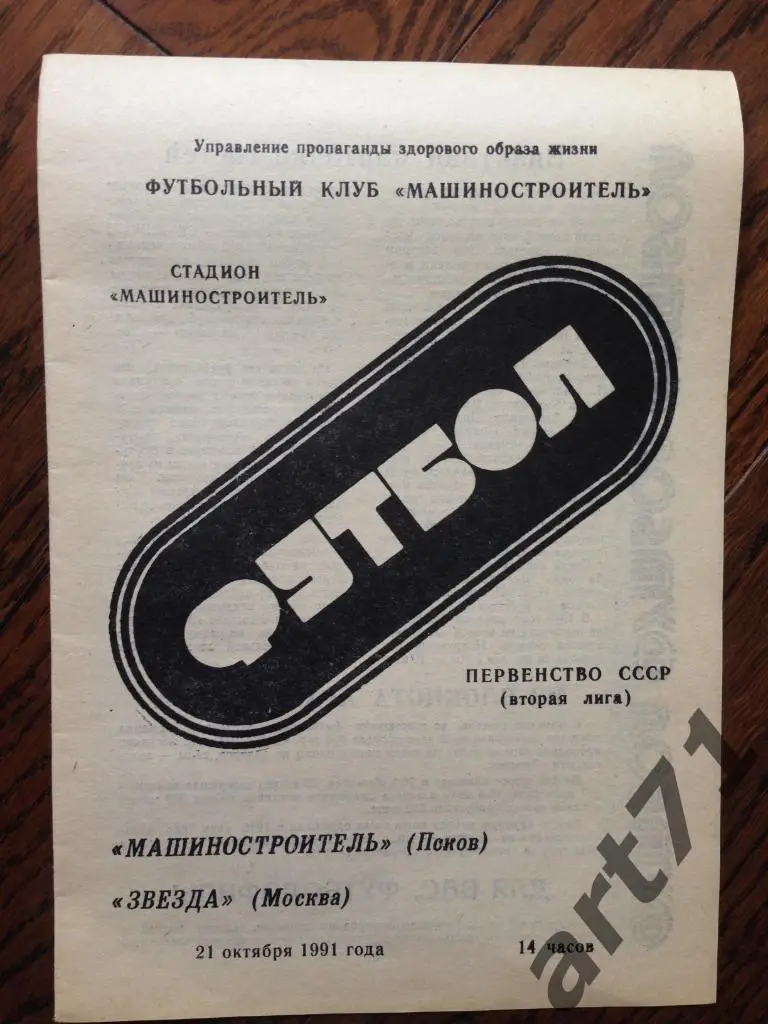 Управление пропаганды здорового образа жизни
ФУТБОЛЬНЫЙ КЛУБ «МАШИНОСТРОИТЕЛЬ»
СТАДИОН
«МАШИНОСТРОИТЕЛЬ»
ФУТБОЛ
ПЕРВЕНСТВО СССР
(вторая лига)
«МАШИНОСТРОИТЕЛЬ» (Псков)
«ЗВЕЗДА» (Москва)
21 октября 1991 года 14 часов
art71